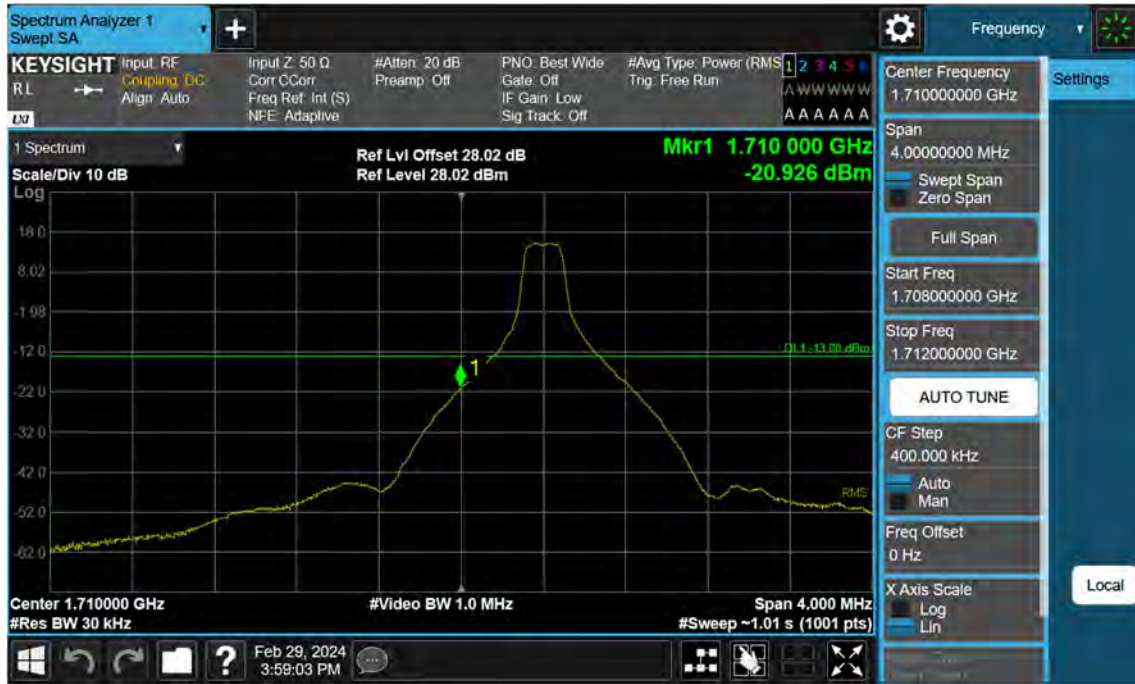 Spectrum Analyzer 1
Swept SA
+
Frequency
KEYSIGHT
RL
LXI
Input: RF
Coupling: DC
Align: Auto
Input Z: 50 Ω
Corr CCorr
Freq Ref: Int (S)
NFE: Adaptive
#Atten: 20 dB
Preamp: Off
PNO: Best Wide
Gate: Off
IF Gain: Low
Sig Track: Off
#Avg Type: Power (RMS
Trig: Free Run
1 2 3 4 5 6
A W W W W W
A A A A A A
1 Spectrum
Scale/Div 10 dB
Ref Lvl Offset 28.02 dB
Ref Level 28.02 dBm
Mkr1 1.710 000 GHz
-20.926 dBm
Log
18.0
8.02
-1.98
-12.0
-22.0
-32.0
-42.0
-52.0
-62.0
DL1 -13.00 dBm
1
RMS
Center 1.710000 GHz
#Video BW 1.0 MHz
Span 4.000 MHz
#Res BW 30 kHz
#Sweep ~1.01 s (1001 pts)
Center Frequency
1.710000000 GHz
Settings
Span
4.00000000 MHz
Swept Span
Zero Span
Full Span
Start Freq
1.708000000 GHz
Stop Freq
1.712000000 GHz
AUTO TUNE
CF Step
400.000 kHz
Auto
Man
Freq Offset
0 Hz
X Axis Scale
Log
Lin
Local
?
Feb 29, 2024
3:59:03 PM